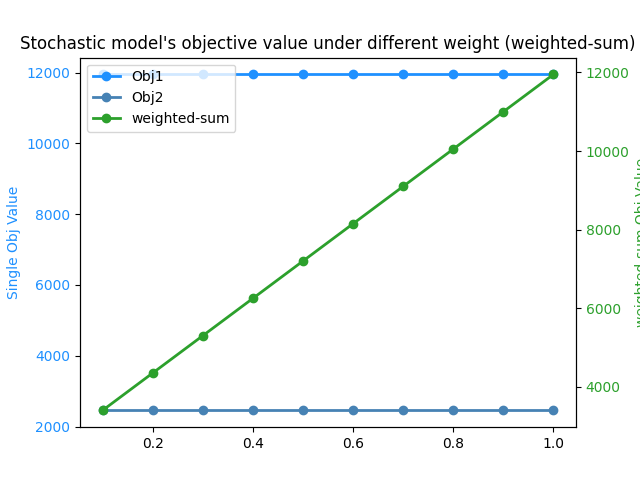 Stochastic model's objective value under different weight (weighted-sum)
Obj1
Obj2
weighted-sum
Single Obj Value
12000
10000
8000
6000
4000
2000
0.2
0.4
0.6
0.8
1.0
12000
10000
8000
6000
4000
weighted-sum Obj Value